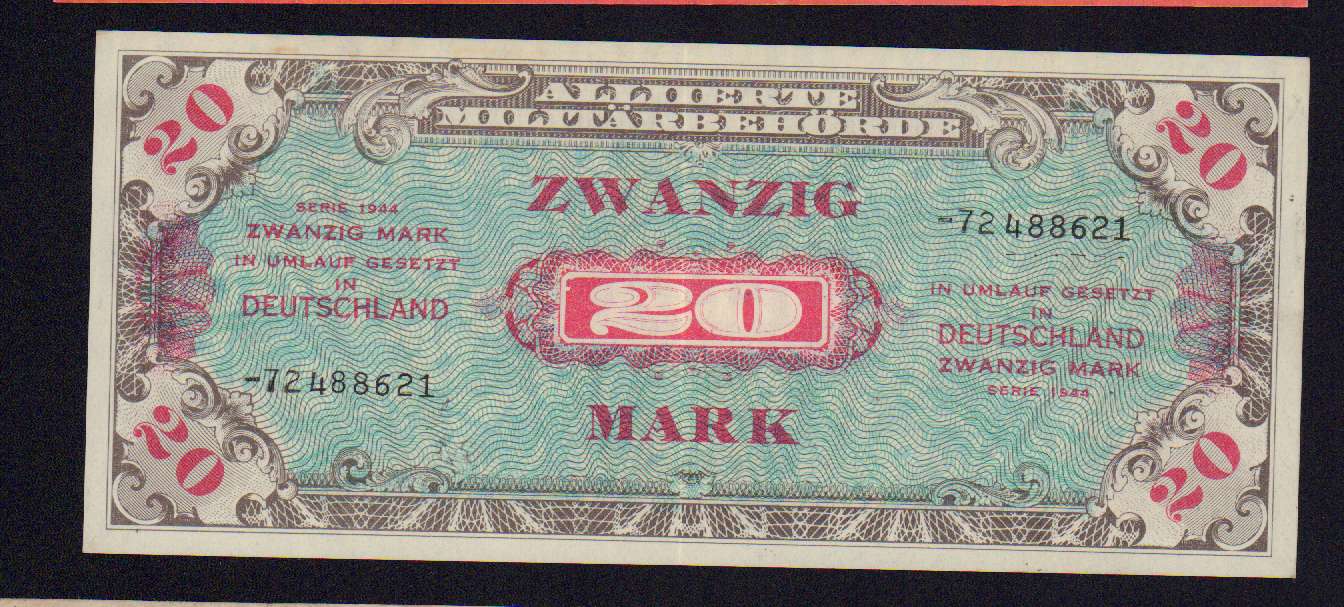 20
20
ALLIIERTE
MILITÄRBEHÖRDE
ZWANZIG
SERIE 1944
ZWANZIG MARK
IN UMLAUF GESETZT
IN
DEUTSCHLAND
-72488621
20
-72488621
IN UMLAUF GESETZT
IN
DEUTSCHLAND
ZWANZIG MARK
SERIE 1944
MARK
20
20